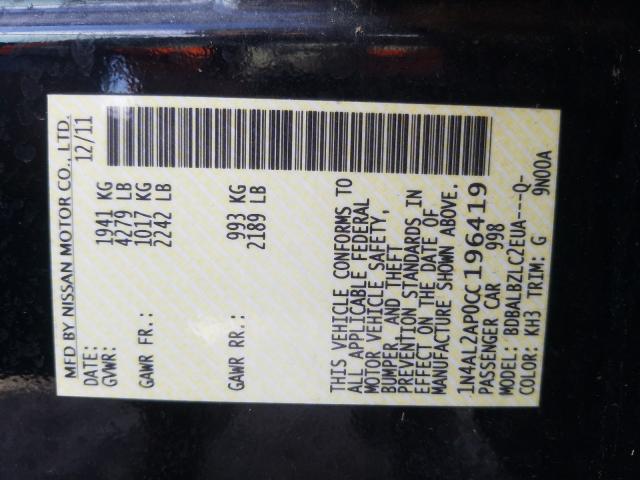 MFD BY NISSAN MOTOR CO., LTD.
DATE: 12/11
GVWR: 1941 KG
4279 LB
GAWR FR.: 1017 KG
2242 LB
GAWR RR.: 993 KG
2189 LB
THIS VEHICLE CONFORMS TO
ALL APPLICABLE FEDERAL
MOTOR VEHICLE SAFETY,
BUMPER, AND THEFT
PREVENTION STANDARDS IN
EFFECT ON THE DATE OF
MANUFACTURE SHOWN ABOVE.
1N4AL2AP0CC196419
PASSENGER CAR 998
MODEL: BDBALBZLC2EUA---Q-
COLOR: KH3 TRIM: G 9N00A